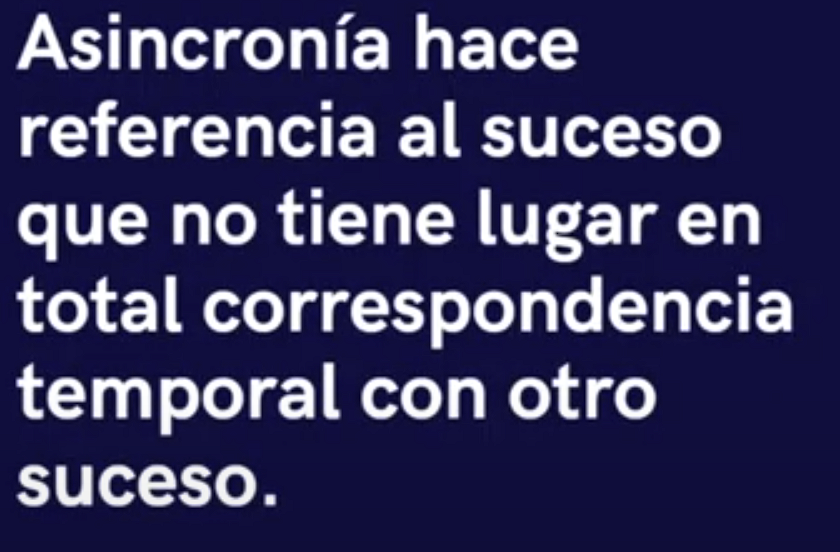 Asincronía hace
referencia al suceso
que no tiene lugar en
total correspondencia
temporal con otro
suceso.